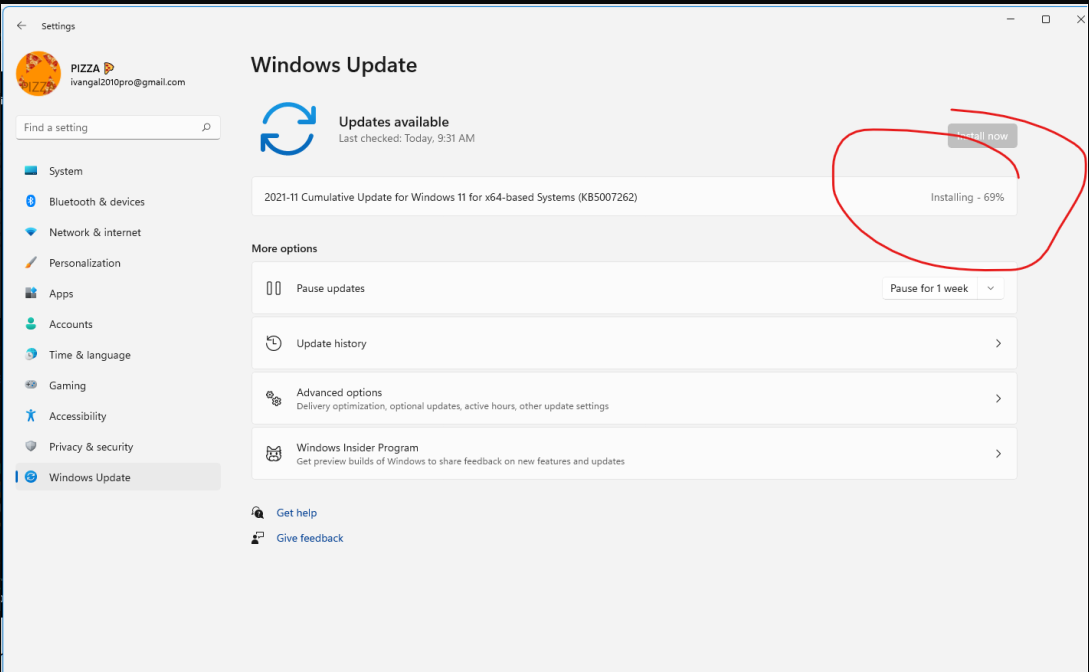 Settings
PIZZA
ivangal2010pro@gmail.com
Find a setting
System
Bluetooth & devices
Network & internet
Personalization
Apps
Accounts
Time & language
Gaming
Accessibility
Privacy & security
Windows Update
Windows Update
Updates available
Last checked: Today, 9:31 AM
Install now
2021-11 Cumulative Update for Windows 11 for x64-based Systems (KB5007262)
Installing - 69%
More options
Pause updates
Pause for 1 week
Update history
Advanced options
Delivery optimization, optional updates, active hours, other update settings
Windows Insider Program
Get preview builds of Windows to share feedback on new features and updates
Get help
Give feedback